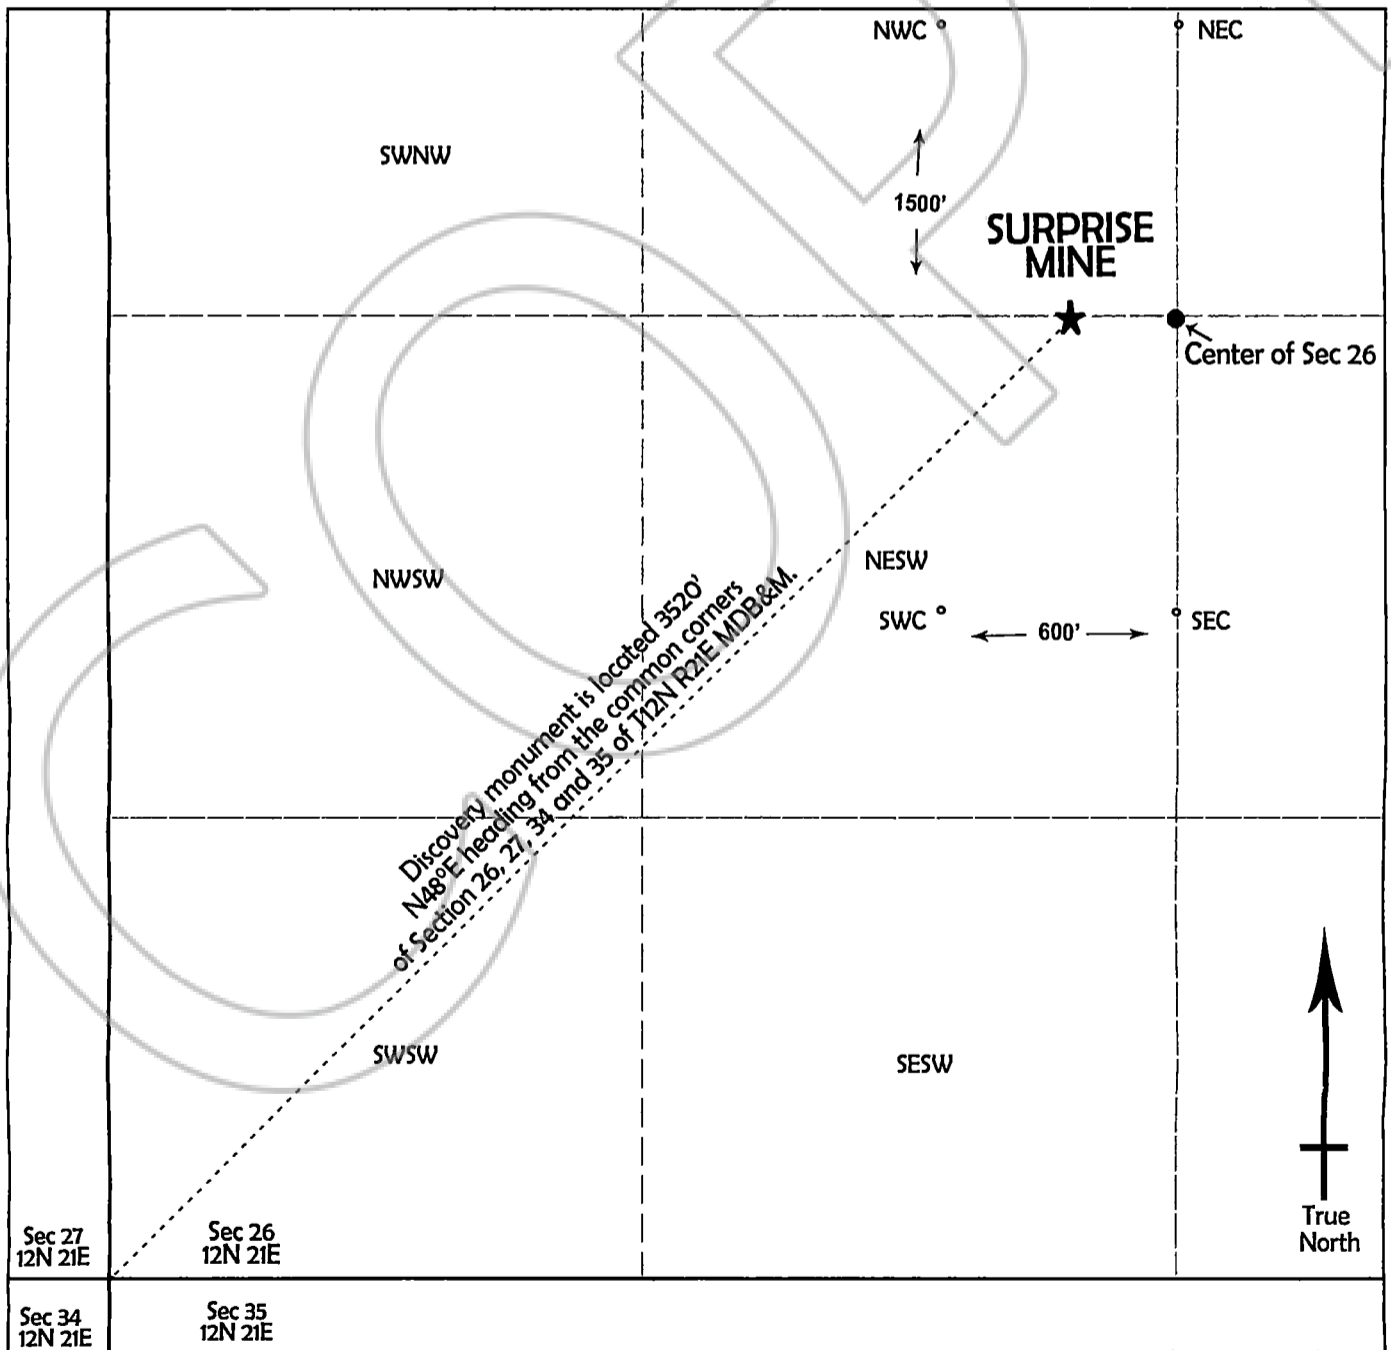 NWC
NEC
SWNW
1500'
SURPRISE
MINE
Center of Sec 26
NWSW
NESW
SWC
600'
SEC
Discovery monument is located 3520'
N48°E heading from the common corners
of Section 26, 27, 34 and 35 of T12N R21E MDB&M.
SWSW
SESW
Sec 27
12N 21E
Sec 26
12N 21E
True
North
Sec 34
12N 21E
Sec 35
12N 21E